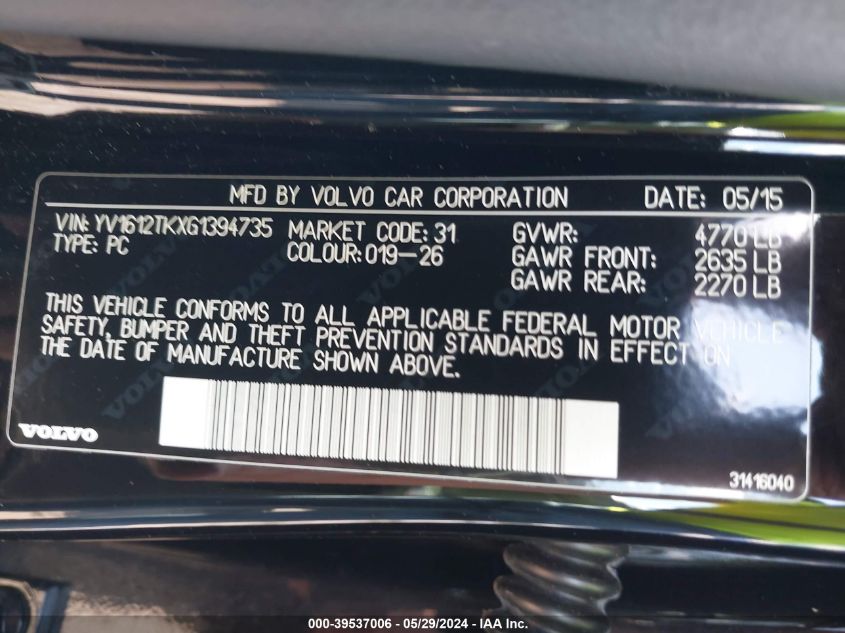 MFD BY VOLVO CAR CORPORATION DATE: 05/15
VIN: YV1612TKXG1394735 MARKET CODE: 31 GVWR: 4770 LB
TYPE: PC COLOUR: 019-26 GAWR FRONT: 2635 LB
GAWR REAR: 2270 LB
THIS VEHICLE CONFORMS TO ALL APPLICABLE FEDERAL MOTOR VEHICLE
SAFETY, BUMPER AND THEFT PREVENTION STANDARDS IN EFFECT ON
THE DATE OF MANUFACTURE SHOWN ABOVE.
VOLVO
31416040
000-39537006 - 05/29/2024 - IAA Inc.